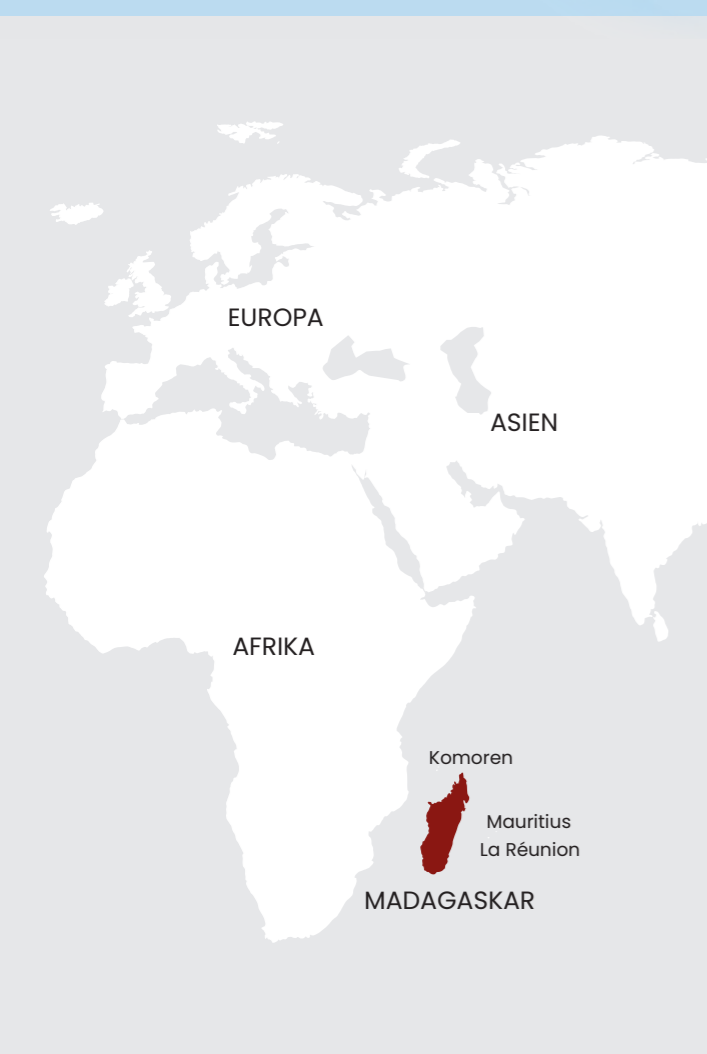 EUROPA
ASIEN
AFRIKA
Komoren
Mauritius
La Réunion
MADAGASKAR